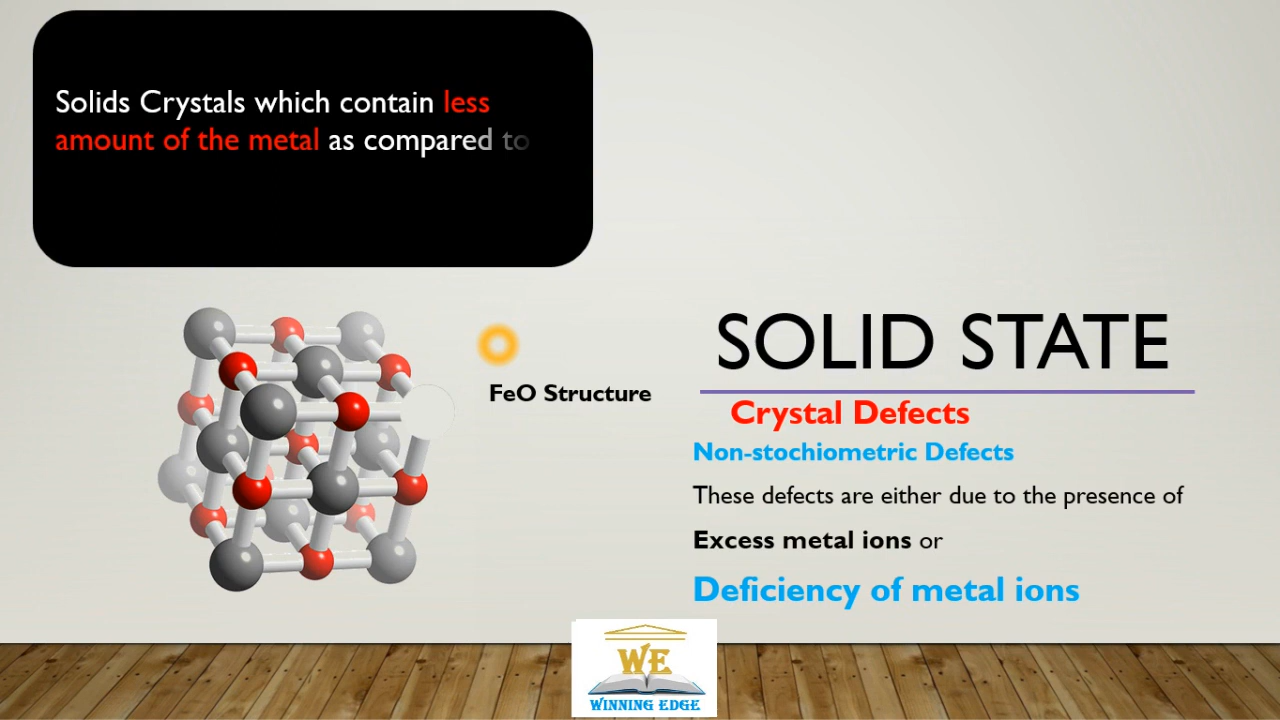 Solids Crystals which contain less
amount of the metal as compared to
FeO Structure
SOLID STATE
Crystal Defects
Non-stochiometric Defects
These defects are either due to the presence of
Excess metal ions or
Deficiency of metal ions
WE
WINNING EDGE